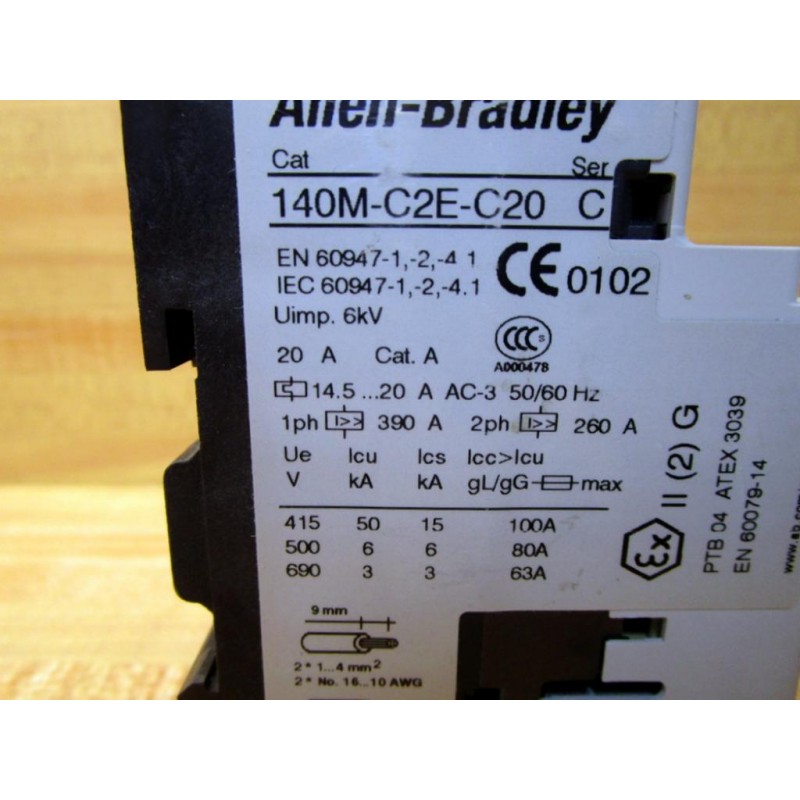 Allen-Bradley
Cat Ser
140M-C2E-C20 C
EN 60947-1,-2,-4.1
IEC 60947-1,-2,-4.1
CE 0102
Uimp. 6kV
CCC S
A000478
20 A Cat. A
14.5 ...20 A AC-3 50/60 Hz
1ph I>> 390 A 2ph I>> 260 A
Ue Icu Ics Icc>Icu
V kA kA gL/gG max
415 50 15 100A
500 6 6 80A
690 3 3 63A
9 mm
2 * 1...4 mm2
2 * No. 16...10 AWG
Ex II (2) G
PTB 04 ATEX 3039
EN 60079-14